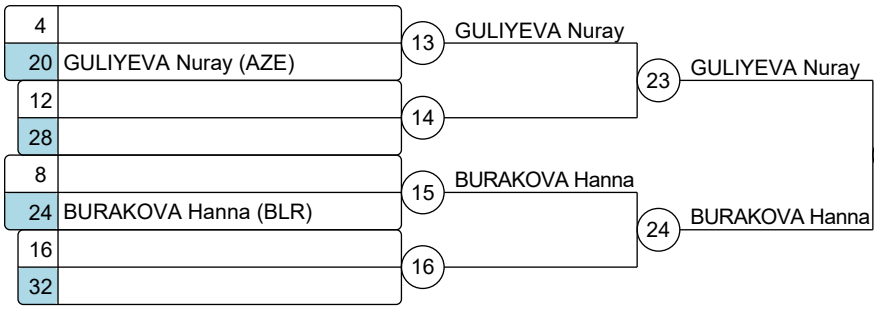 4
13
GULIYEVA Nuray
20 GULIYEVA Nuray (AZE)
23
GULIYEVA Nuray
12
14
28
8
15
BURAKOVA Hanna
24 BURAKOVA Hanna (BLR)
24
BURAKOVA Hanna
16
16
32